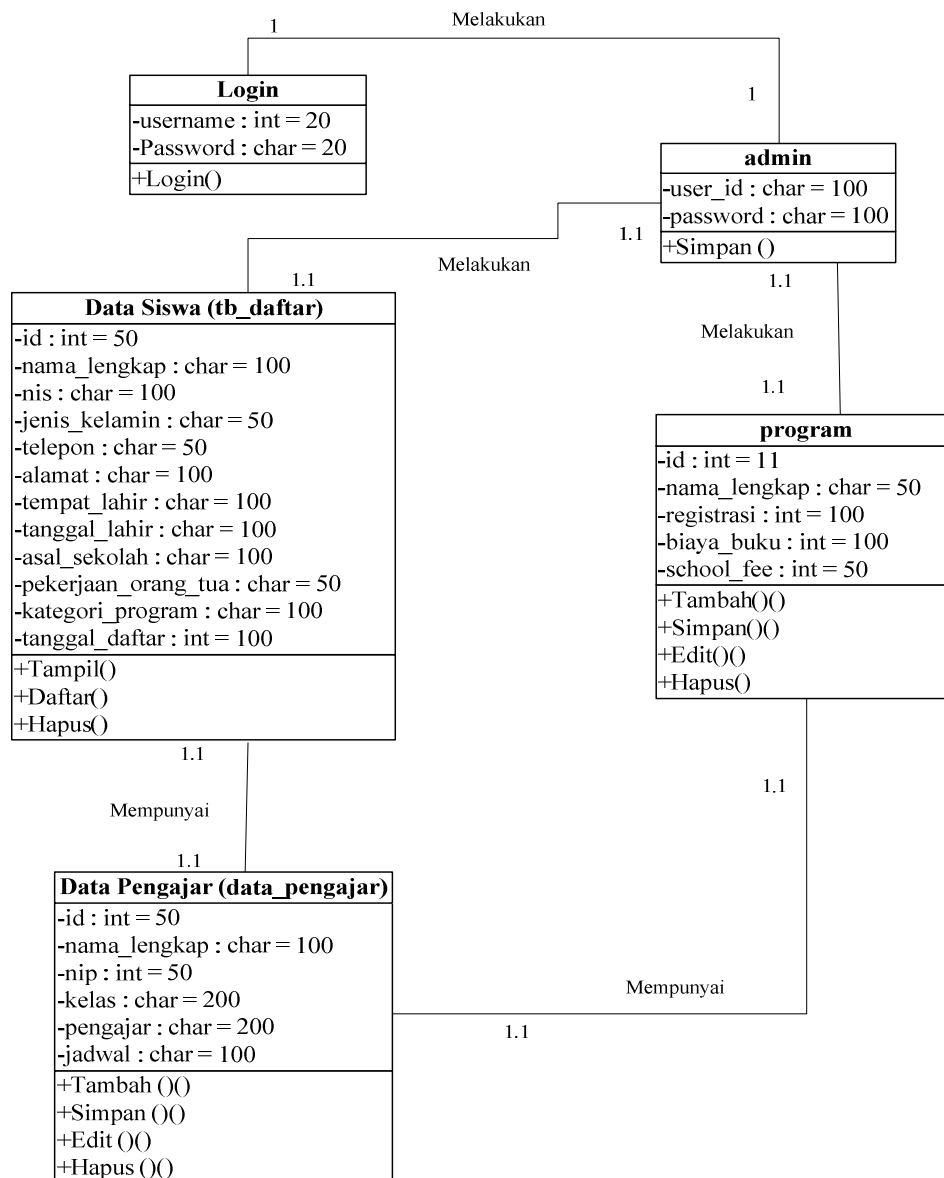 Melakukan
1
Login
-username : int = 20
-Password : char = 20
+Login()
1
admin
-user_id : char = 100
-password : char = 100
+Simpan ()
1.1
Melakukan
1.1
1.1
Melakukan
1.1
Data Siswa (tb_daftar)
-id : int = 50
-nama_lengkap : char = 100
-nis : char = 100
-jenis_kelamin : char = 50
-telepon : char = 50
-alamat : char = 100
-tempat_lahir : char = 100
-tanggal_lahir : char = 100
-asal_sekolah : char = 100
-pekerjaan_orang_tua : char = 50
-kategori_program : char = 100
-tanggal_daftar : int = 100
+Tampil()
+Daftar()
+Hapus()
program
-id : int = 11
-nama_lengkap : char = 50
-registrasi : int = 100
-biaya_buku : int = 100
-school_fee : int = 50
+Tambah()()
+Simpan()()
+Edit()()
+Hapus()
1.1
Mempunyai
1.1
1.1
Data Pengajar (data_pengajar)
-id : int = 50
-nama_lengkap : char = 100
-nip : int = 50
-kelas : char = 200
-pengajar : char = 200
-jadwal : char = 100
+Tambah ()()
+Simpan ()()
+Edit ()()
+Hapus ()()
Mempunyai
1.1